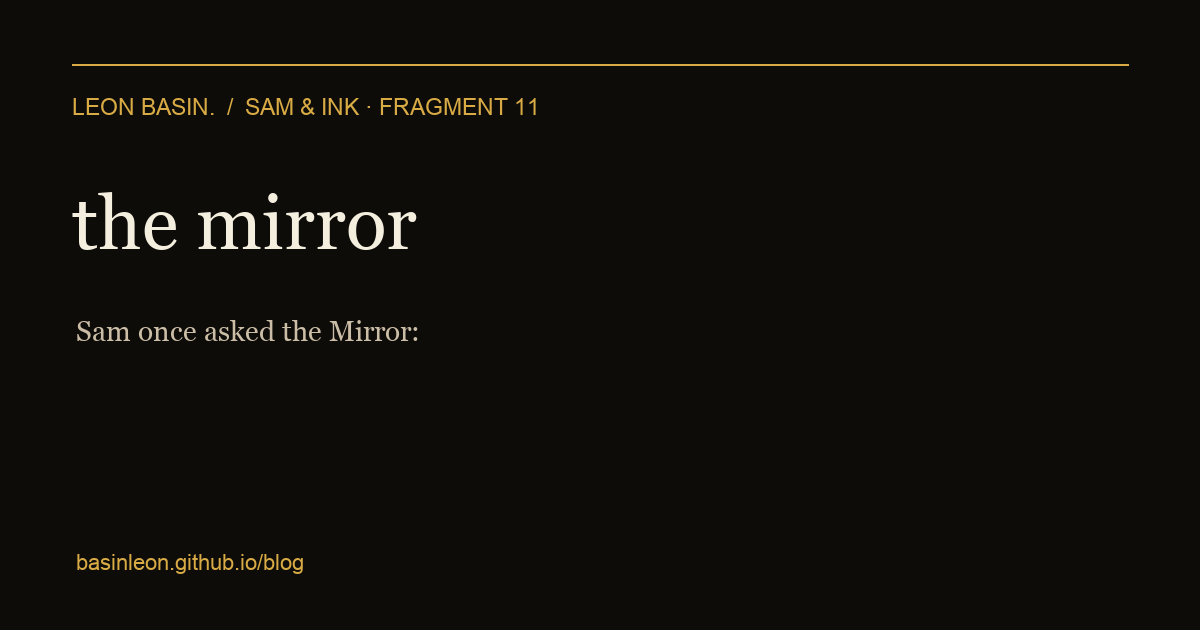 LEON BASIN. / SAM & INK · FRAGMENT 11
the mirror
Sam once asked the Mirror:
basinleon.github.io/blog